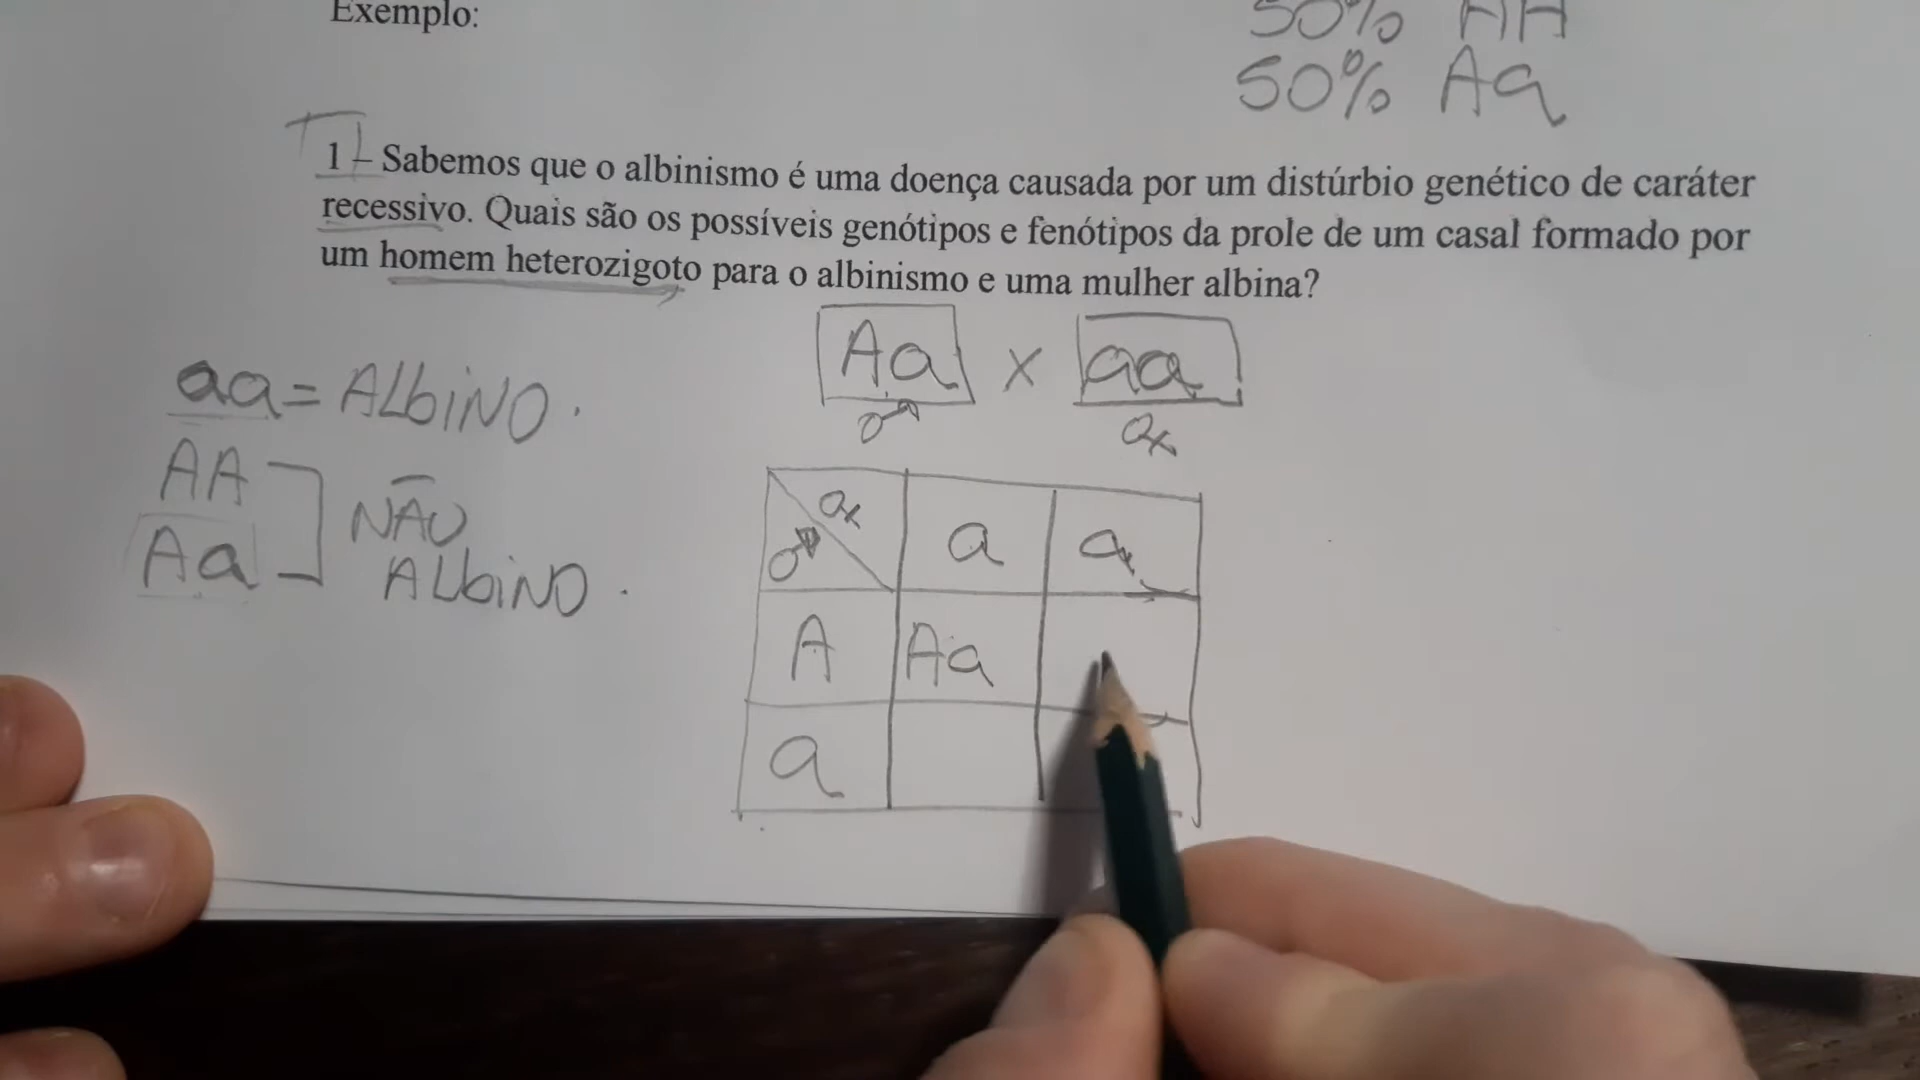 Exemplo:
50% AA
50% Aa
1 – Sabemos que o albinismo é uma doença causada por um distúrbio genético de caráter
recessivo. Quais são os possíveis genótipos e fenótipos da prole de um casal formado por
um homem heterozigoto para o albinismo e uma mulher albina?
Aa x aa
♂ ♀
aa = ALbiNO.
AA
Aa
NÃO
ALbiNO.
♀
♂
a a
A Aa
a